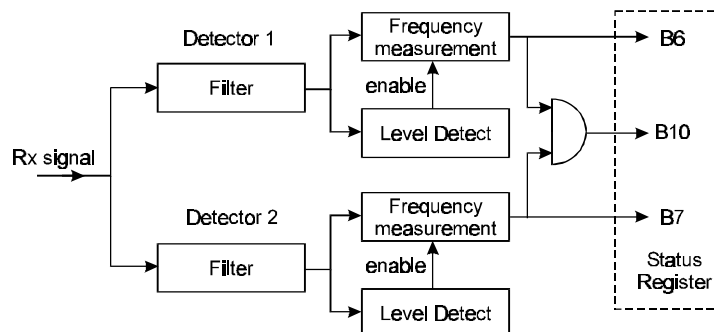 Detector 1
Filter
Frequency
measurement
enable
Level Detect
B6
B10
Rx signal
Detector 2
Filter
Frequency
measurement
enable
Level Detect
B7
Status
Register